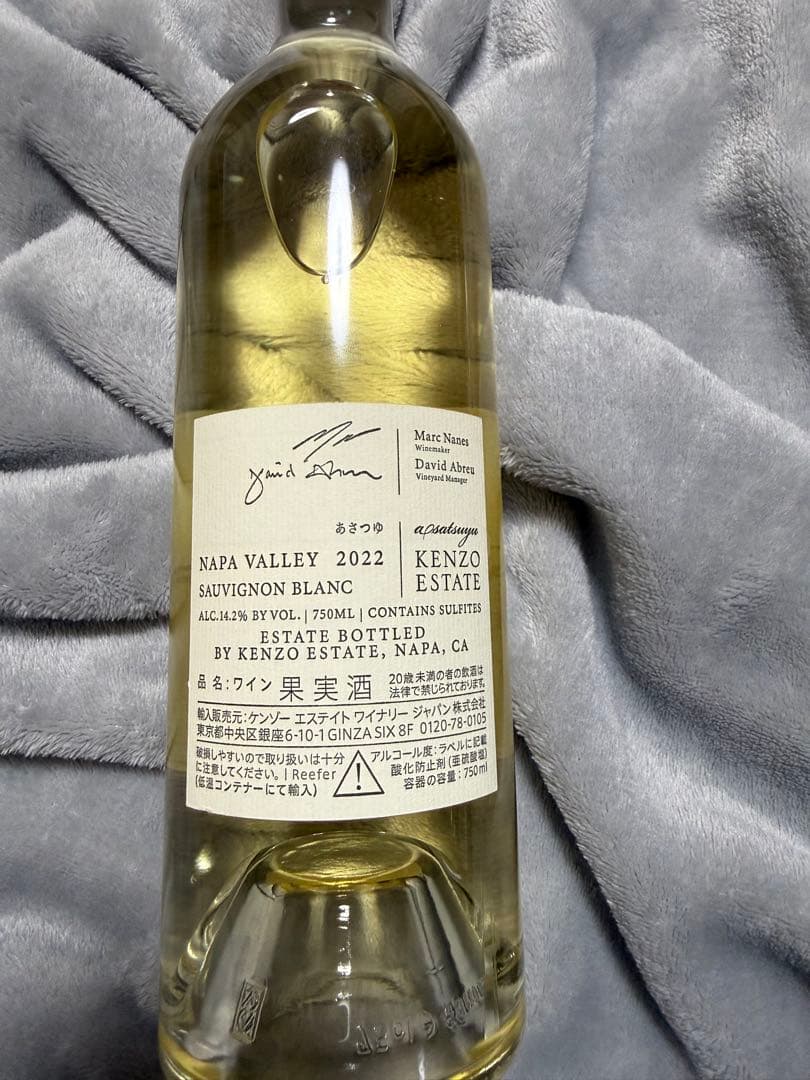 David Abreu
Marc Nanes
Winemaker
David Abreu
Vineyard Manager
あさつゆ
NAPA VALLEY 2022
SAUVIGNON BLANC
asatsuyu
KENZO
ESTATE
ALC.14.2% BY VOL. | 750ML | CONTAINS SULFITES
ESTATE BOTTLED
BY KENZO ESTATE, NAPA, CA
品名:ワイン 果実酒
20歳未満の者の飲酒は
法律で禁じられております。
輸入販売元:ケンゾー エステイト ワイナリー ジャパン株式会社
東京都中央区銀座6-10-1 GINZA SIX 8F 0120-78-0105
破損しやすいので取り扱いは十分
に注意してください。| Reefer
(低温コンテナーにて輸入)
アルコール度:ラベルに記載
酸化防止剤(亜硫酸塩)
容器の容量:750ml